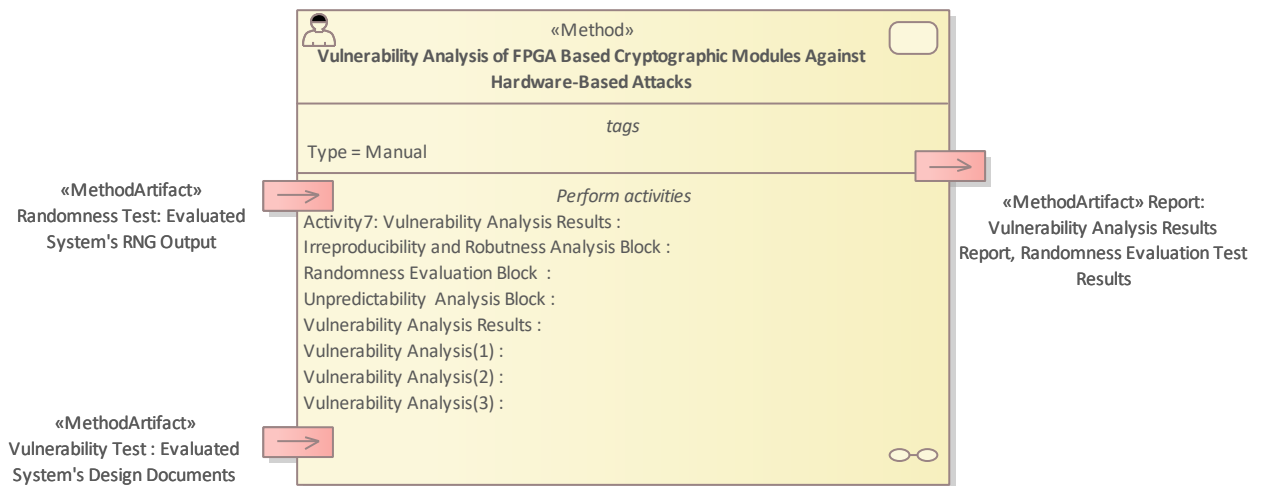 «Method»
Vulnerability Analysis of FPGA Based Cryptographic Modules Against
Hardware-Based Attacks
tags
Type = Manual
«MethodArtifact»
Randomness Test: Evaluated
System's RNG Output
Perform activities
Activity7: Vulnerability Analysis Results :
Irreproducibility and Robutness Analysis Block :
Randomness Evaluation Block  :
Unpredictability  Analysis Block :
Vulnerability Analysis Results :
Vulnerability Analysis(1) :
Vulnerability Analysis(2) :
Vulnerability Analysis(3) :
«MethodArtifact» Report:
Vulnerability Analysis Results
Report, Randomness Evaluation Test
Results
«MethodArtifact»
Vulnerability Test : Evaluated
System's Design Documents